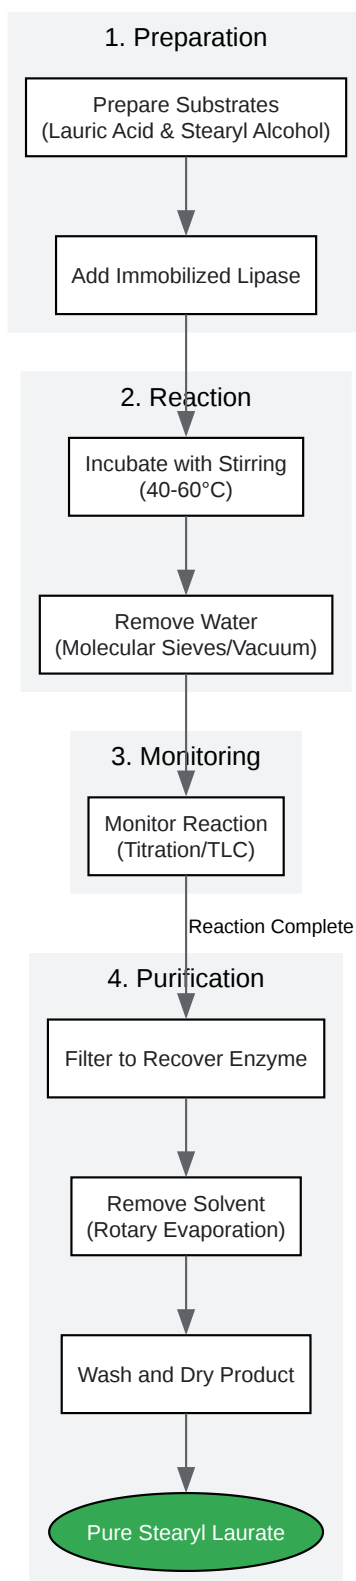 1. Preparation
Prepare Substrates
(Lauric Acid & Stearyl Alcohol)
Add Immobilized Lipase
2. Reaction
Incubate with Stirring
(40-60°C)
Remove Water
(Molecular Sieves/Vacuum)
3. Monitoring
Monitor Reaction
(Titration/TLC)
Reaction Complete
4. Purification
Filter to Recover Enzyme
Remove Solvent
(Rotary Evaporation)
Wash and Dry Product
Pure Stearyl Laurate